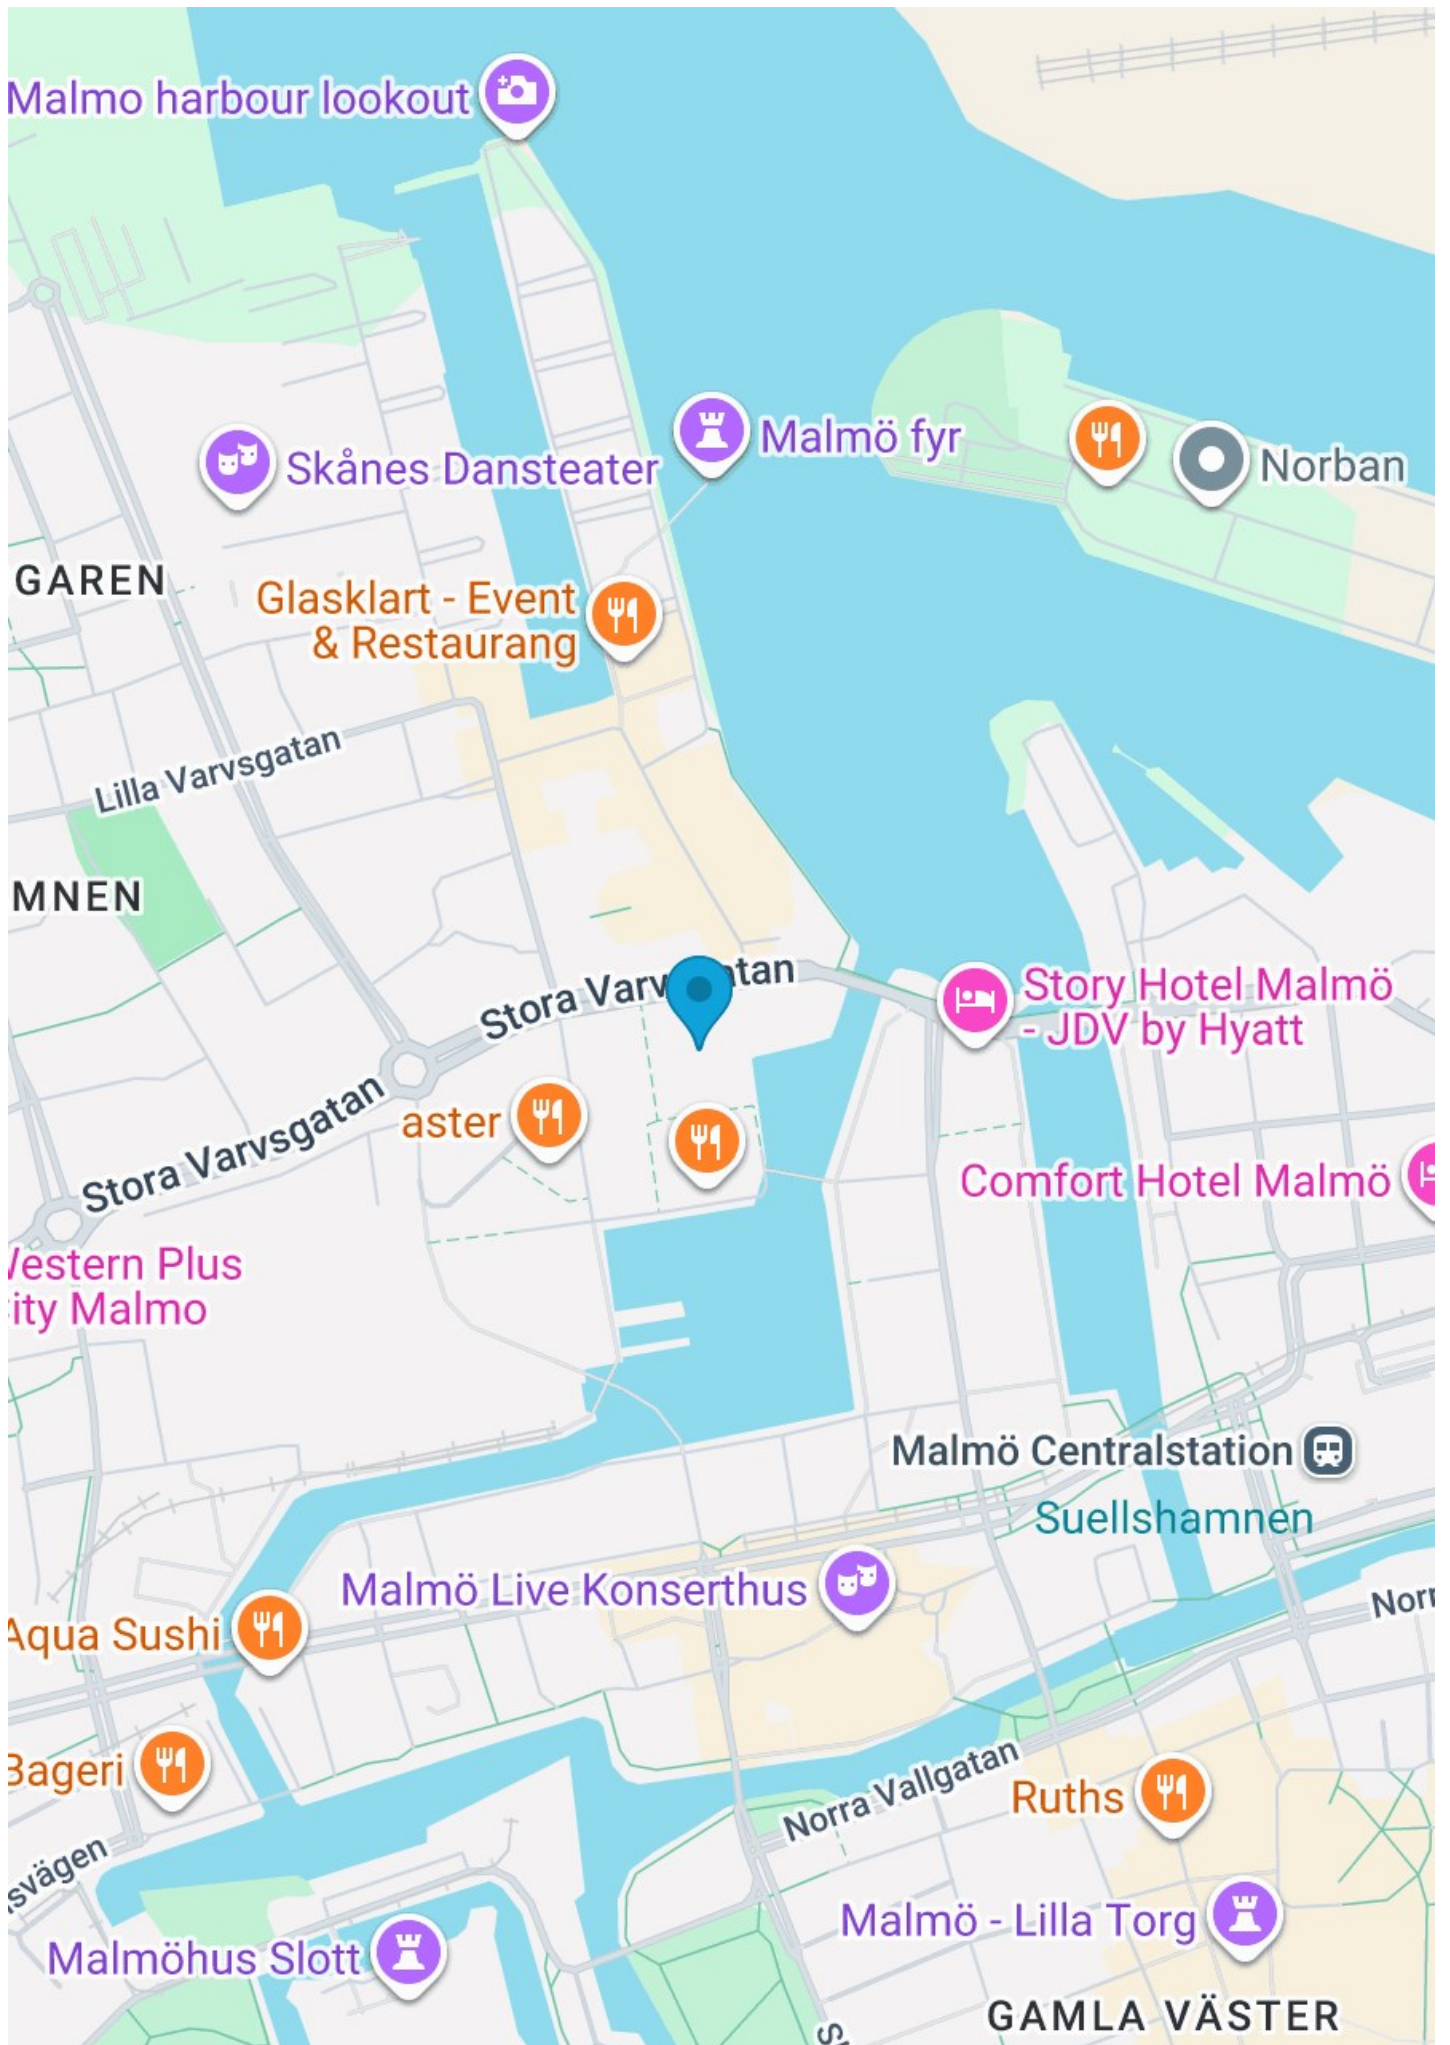 Malmo harbour lookout
Malmö fyr
Skånes Dansteater
Norban
GAREN
Glasklart - Event
& Restaurang
Lilla Varvsgatan
MNEN
Stora Varv tan
Story Hotel Malmö
- JDV by Hyatt
Stora Varvsgatan
aster
Comfort Hotel Malmö
Western Plus
ity Malmo
Malmö Centralstation
Suellshamnen
Malmö Live Konserthus
Norr
Aqua Sushi
Bageri
Norra Vallgatan
Ruths
svägen
Malmö - Lilla Torg
Malmöhus Slott
GAMLA VÄSTER